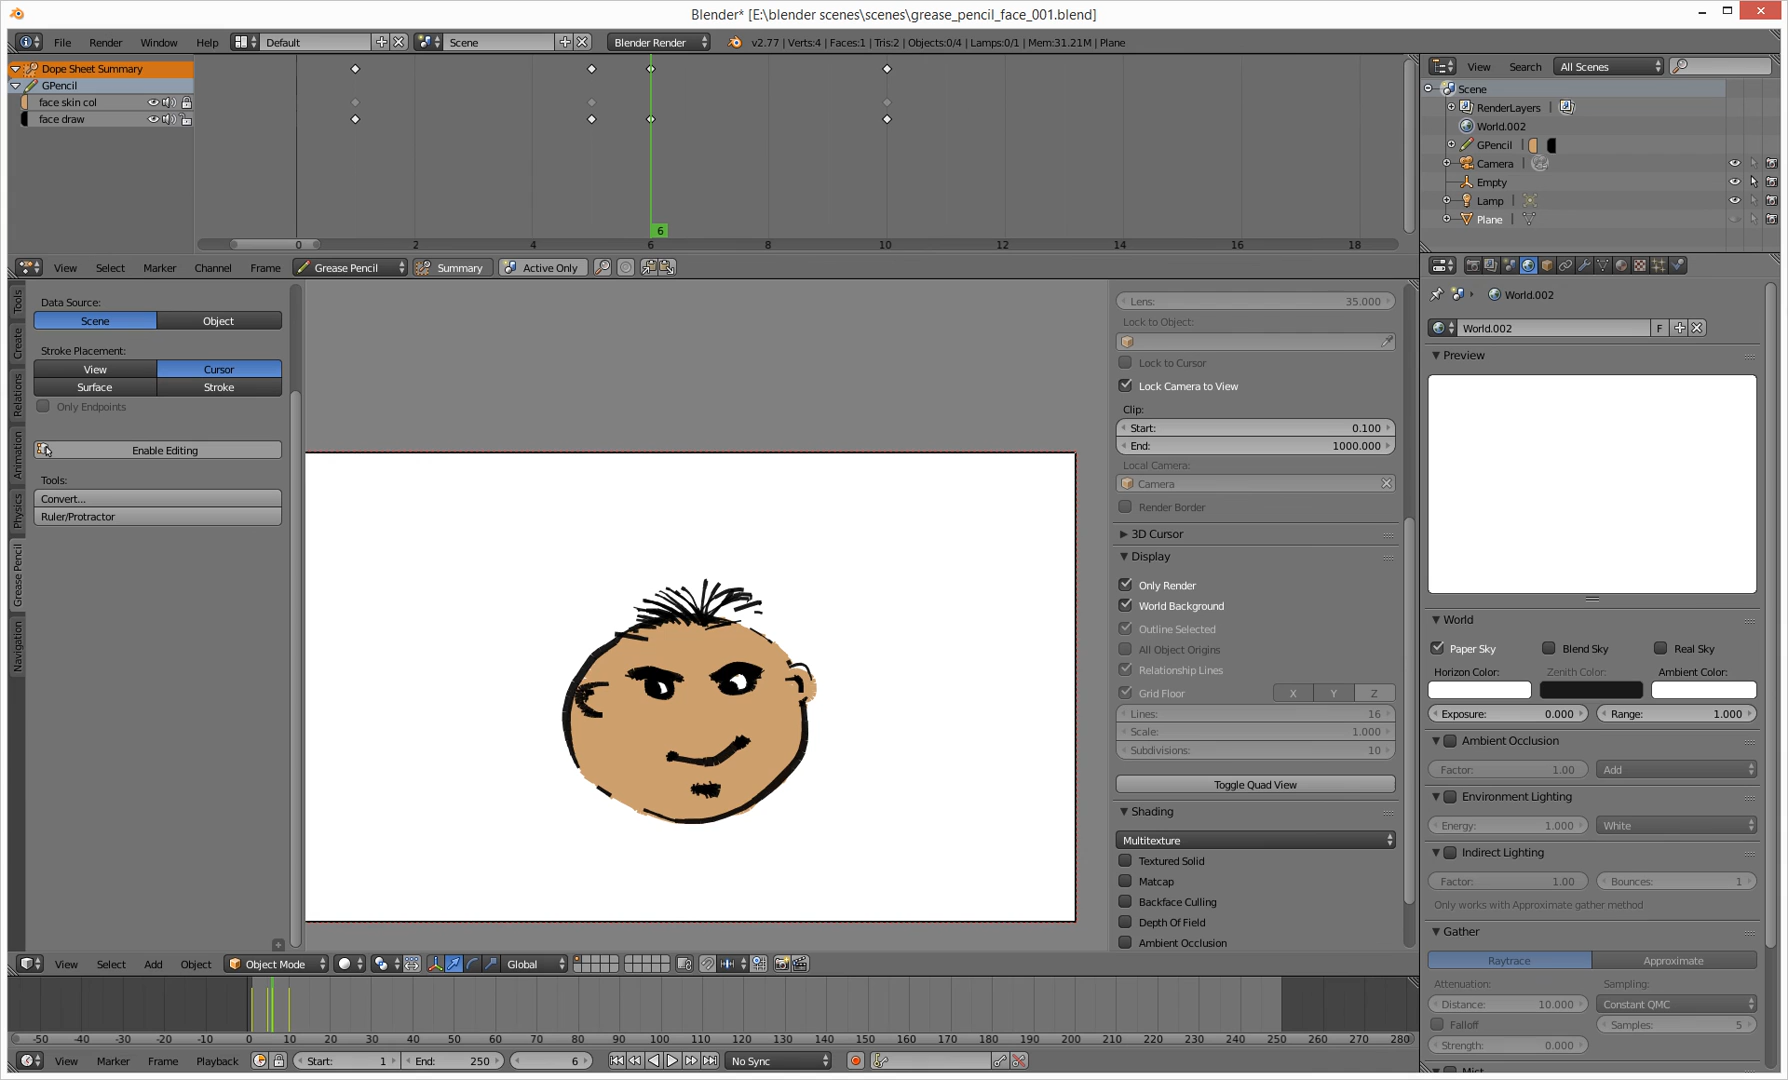 Blender* [E:\blender scenes\scenes\grease_pencil_face_001.blend]
File Render Window Help Default Scene Blender Render v2.77 | Verts:4 | Faces:1 | Tris:2 | Objects:0/4 | Lamps:0/1 | Mem:31.21M | Plane
Dope Sheet Summary
GPencil
face skin col
face draw
6
0 2 4 6 8 10 12 14 16 18
View Select Marker Channel Frame Grease Pencil Summary Active Only
View Search All Scenes
Scene
RenderLayers |
World.002
GPencil |
Camera |
Empty
Lamp |
Plane |
Tools
Create
Relations
Animation
Physics
Grease Pencil
Navigation
Data Source:
Scene Object
Stroke Placement:
View Cursor
Surface Stroke
Only Endpoints
Enable Editing
Tools:
Convert...
Ruler/Protractor
Lens: 35.000
Lock to Object:
Lock to Cursor
Lock Camera to View
Clip:
Start: 0.100
End: 1000.000
Local Camera:
Camera
Render Border
3D Cursor
Display
Only Render
World Background
Outline Selected
All Object Origins
Relationship Lines
Grid Floor X Y Z
Lines: 16
Scale: 1.000
Subdivisions: 10
Toggle Quad View
Shading
Multitexture
Textured Solid
Matcap
Backface Culling
Depth Of Field
Ambient Occlusion
World.002
World.002 F
Preview
World
Paper Sky Blend Sky Real Sky
Horizon Color: Zenith Color: Ambient Color:
Exposure: 0.000 Range: 1.000
Ambient Occlusion
Factor: 1.00 Add
Environment Lighting
Energy: 1.000 White
Indirect Lighting
Factor: 1.00 Bounces: 1
Only works with Approximate gather method
Gather
Raytrace Approximate
Attenuation: Sampling:
Distance: 10.000 Constant QMC
Falloff Samples: 5
Strength: 0.000
Mist
View Select Add Object Object Mode Global
-50 -40 -30 -20 -10 0 10 20 30 40 50 60 70 80 90 100 110 120 130 140 150 160 170 180 190 200 210 220 230 240 250 260 270 280
View Marker Frame Playback Start: 1 End: 250 6 No Sync